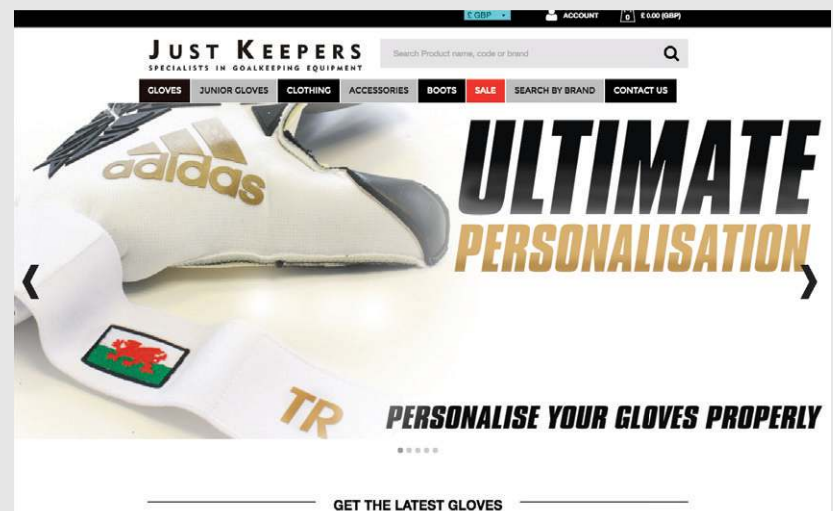 £ GBP ACCOUNT 0 £ 0.00 (GBP)
JUST KEEPERS
SPECIALISTS IN GOALKEEPING EQUIPMENT
Search Product name, code or brand
GLOVES JUNIOR GLOVES CLOTHING ACCESSORIES BOOTS SALE SEARCH BY BRAND CONTACT US
adidas
ULTIMATE
PERSONALISATION
TR
PERSONALISE YOUR GLOVES PROPERLY
GET THE LATEST GLOVES